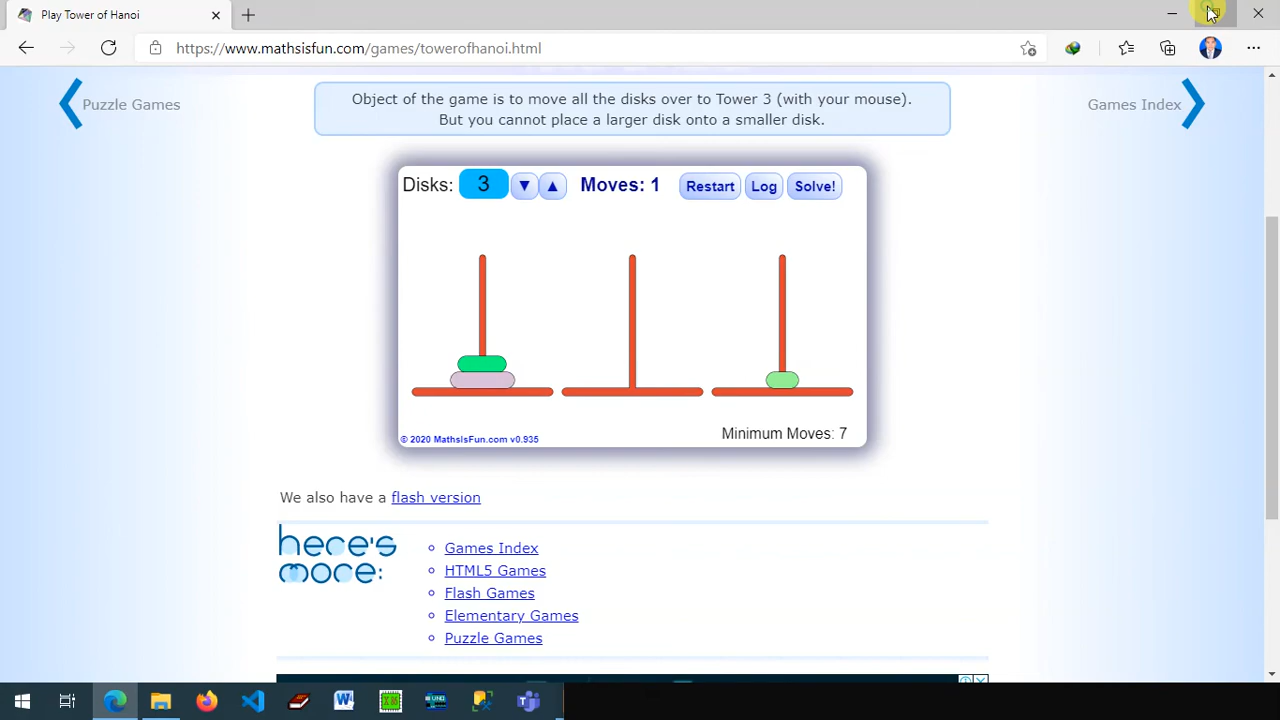 Play Tower of Hanoi
https://www.mathsisfun.com/games/towerofhanoi.html
Puzzle Games
Object of the game is to move all the disks over to Tower 3 (with your mouse).
But you cannot place a larger disk onto a smaller disk.
Games Index
Disks: 3 ▼ ▲ Moves: 1 Restart Log Solve!
© 2020 MathsIsFun.com v0.935
Minimum Moves: 7
We also have a flash version
here's more:
Games Index
HTML5 Games
Flash Games
Elementary Games
Puzzle Games